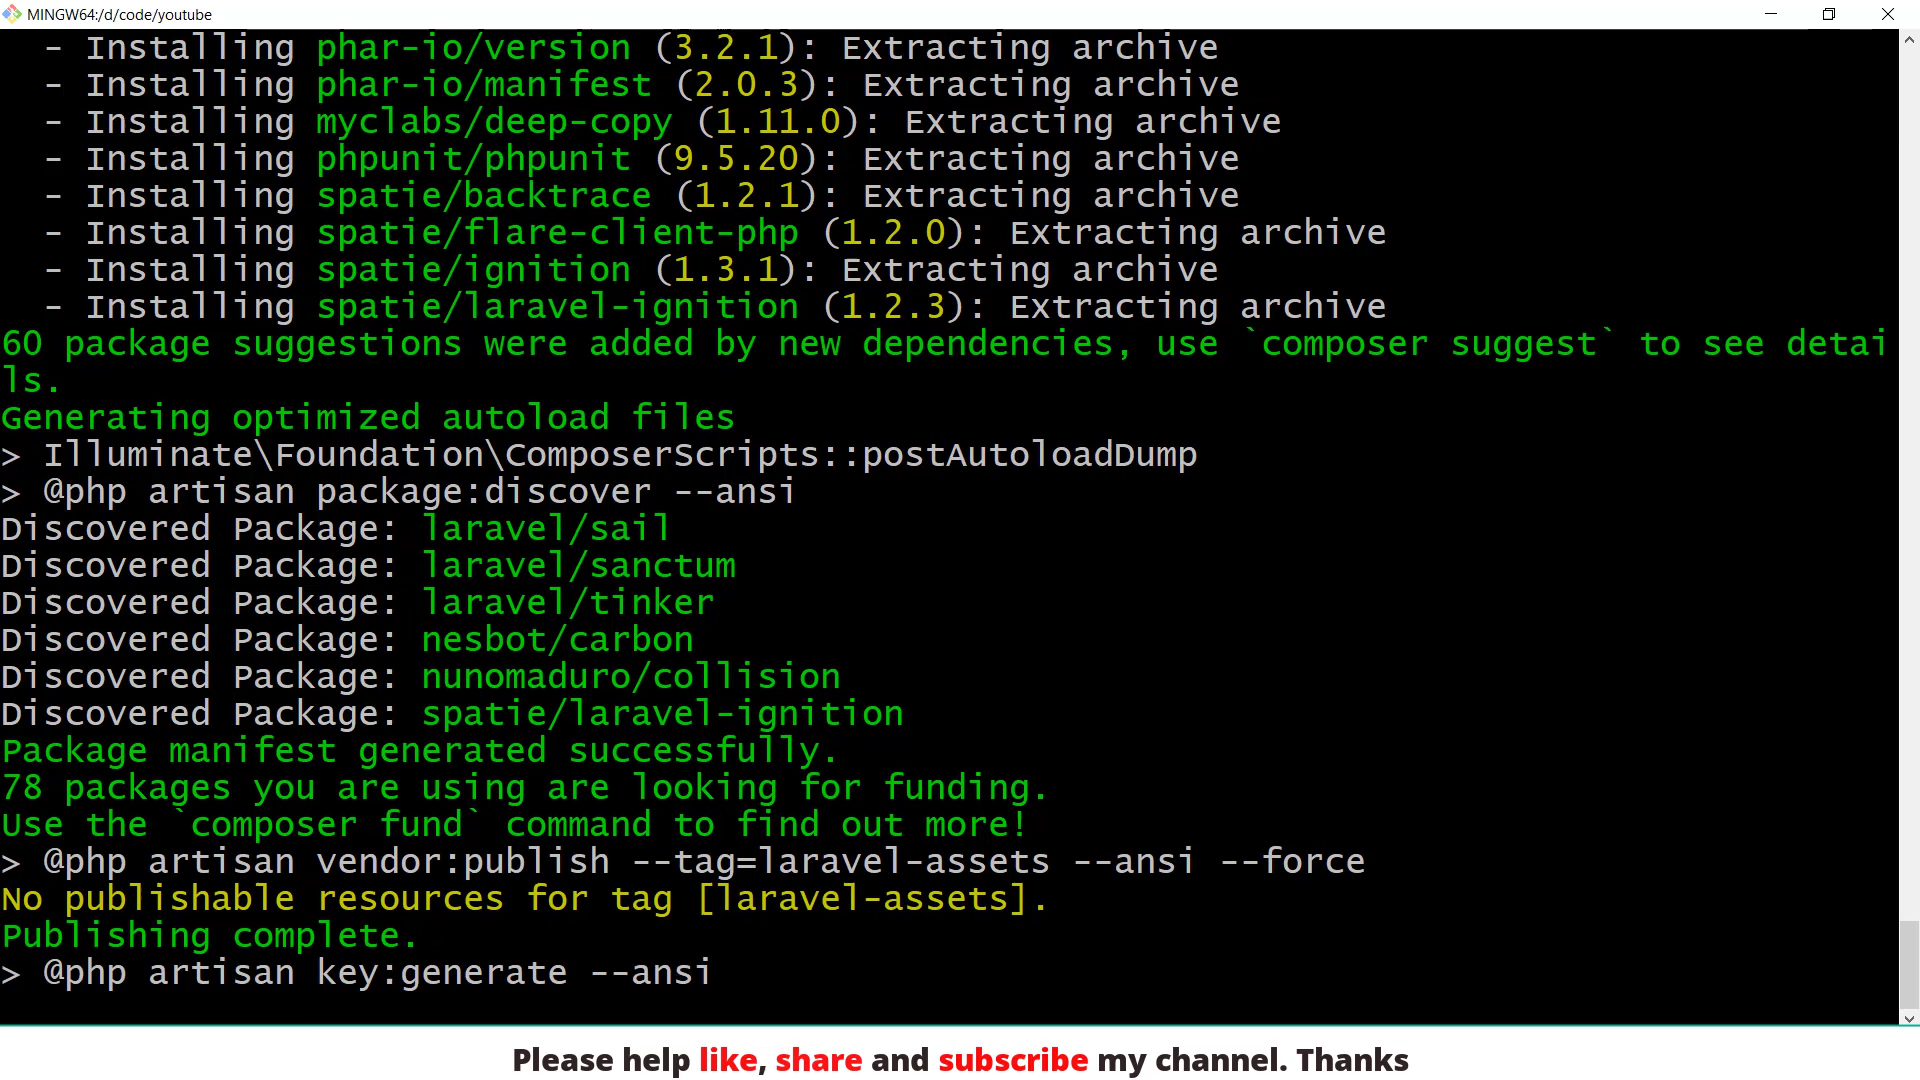 MINGW64:/d/code/youtube
- Installing phar-io/version (3.2.1): Extracting archive
- Installing phar-io/manifest (2.0.3): Extracting archive
- Installing myclabs/deep-copy (1.11.0): Extracting archive
- Installing phpunit/phpunit (9.5.20): Extracting archive
- Installing spatie/backtrace (1.2.1): Extracting archive
- Installing spatie/flare-client-php (1.2.0): Extracting archive
- Installing spatie/ignition (1.3.1): Extracting archive
- Installing spatie/laravel-ignition (1.2.3): Extracting archive
60 package suggestions were added by new dependencies, use `composer suggest` to see detai
ls.
Generating optimized autoload files
> Illuminate\Foundation\ComposerScripts::postAutoloadDump
> @php artisan package:discover --ansi
Discovered Package: laravel/sail
Discovered Package: laravel/sanctum
Discovered Package: laravel/tinker
Discovered Package: nesbot/carbon
Discovered Package: nunomaduro/collision
Discovered Package: spatie/laravel-ignition
Package manifest generated successfully.
78 packages you are using are looking for funding.
Use the `composer fund` command to find out more!
> @php artisan vendor:publish --tag=laravel-assets --ansi --force
No publishable resources for tag [laravel-assets].
Publishing complete.
> @php artisan key:generate --ansi
Please help like, share and subscribe my channel. Thanks